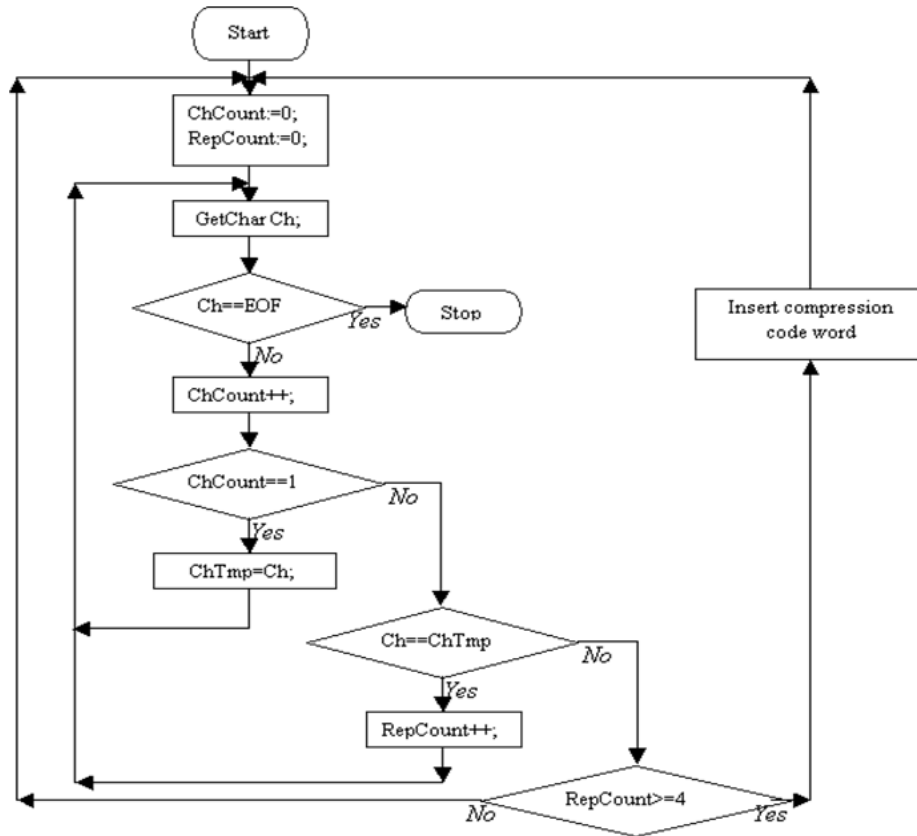 Start
ChCount:=0;
RepCount:=0;
GetChar Ch;
Ch==EOF
Yes
Stop
No
ChCount++;
ChCount==1
No
Yes
ChTmp=Ch;
Ch==ChTmp
No
Yes
RepCount++;
RepCount>=4
No
Yes
Insert compression
code word